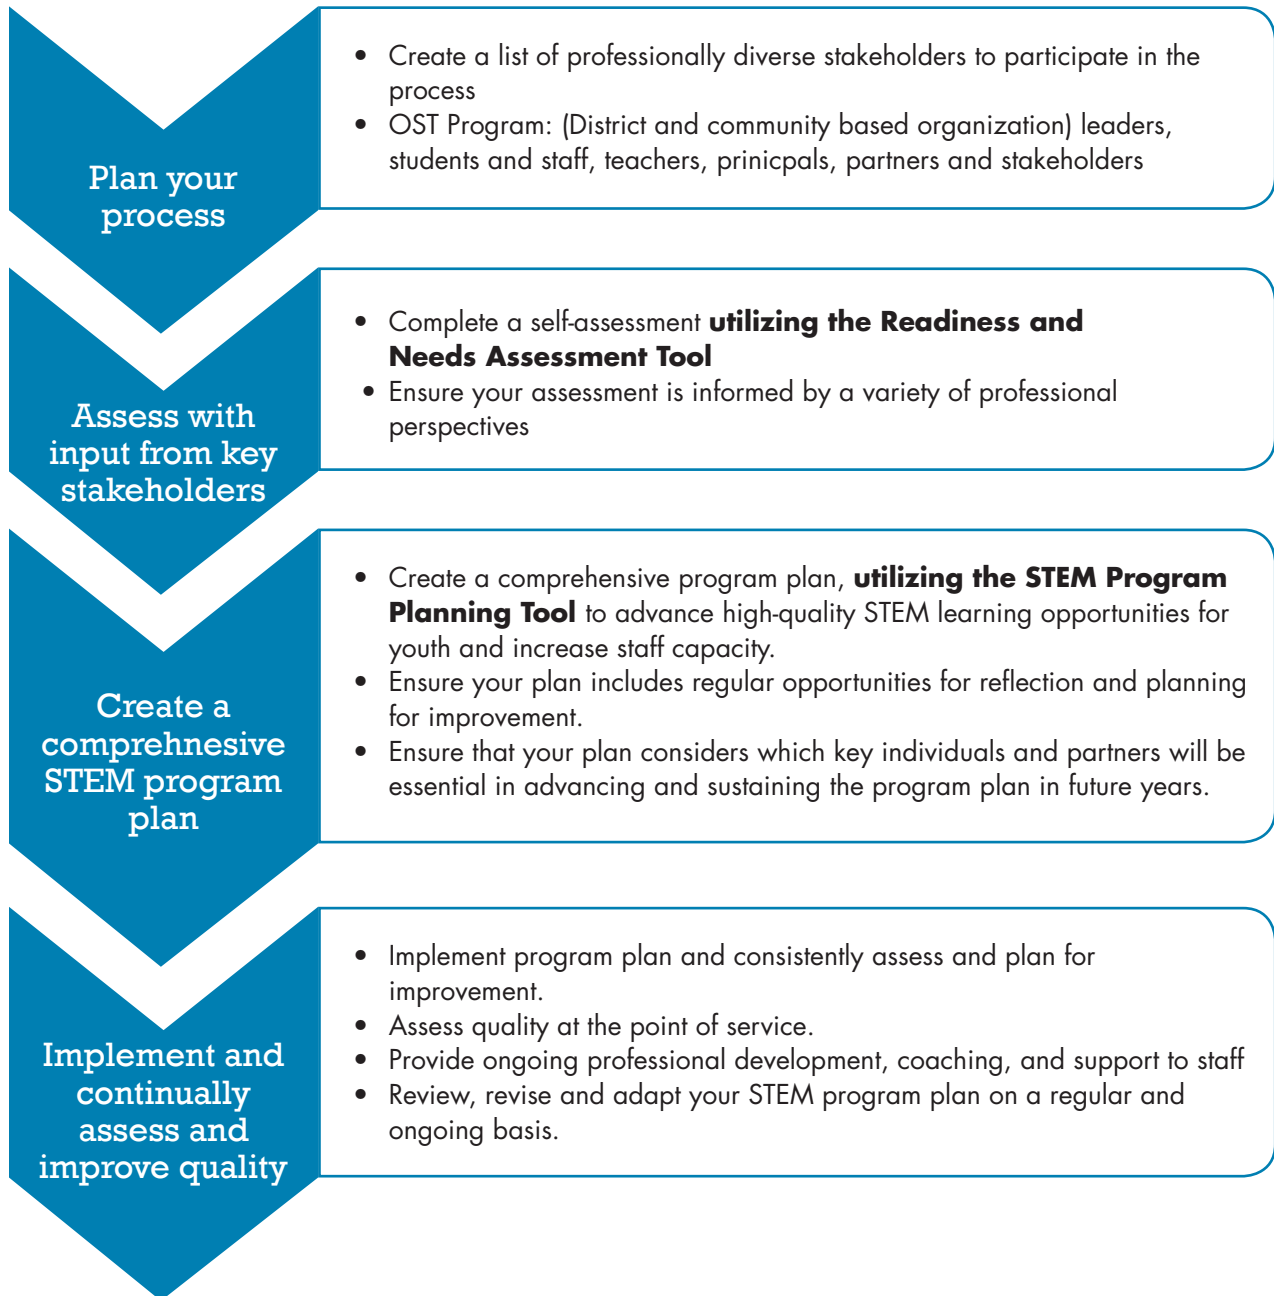 Plan your
process
• Create a list of professionally diverse stakeholders to participate in the
process
• OST Program: (District and community based organization) leaders,
students and staff, teachers, prinicpals, partners and stakeholders
Assess with
input from key
stakeholders
• Complete a self-assessment utilizing the Readiness and
Needs Assessment Tool
• Ensure your assessment is informed by a variety of professional
perspectives
Create a
comprehnesive
STEM program
plan
• Create a comprehensive program plan, utilizing the STEM Program
Planning Tool to advance high-quality STEM learning opportunities for
youth and increase staff capacity.
• Ensure your plan includes regular opportunities for reflection and planning
for improvement.
• Ensure that your plan considers which key individuals and partners will be
essential in advancing and sustaining the program plan in future years.
Implement and
continually
assess and
improve quality
• Implement program plan and consistently assess and plan for
improvement.
• Assess quality at the point of service.
• Provide ongoing professional development, coaching, and support to staff
• Review, revise and adapt your STEM program plan on a regular and
ongoing basis.